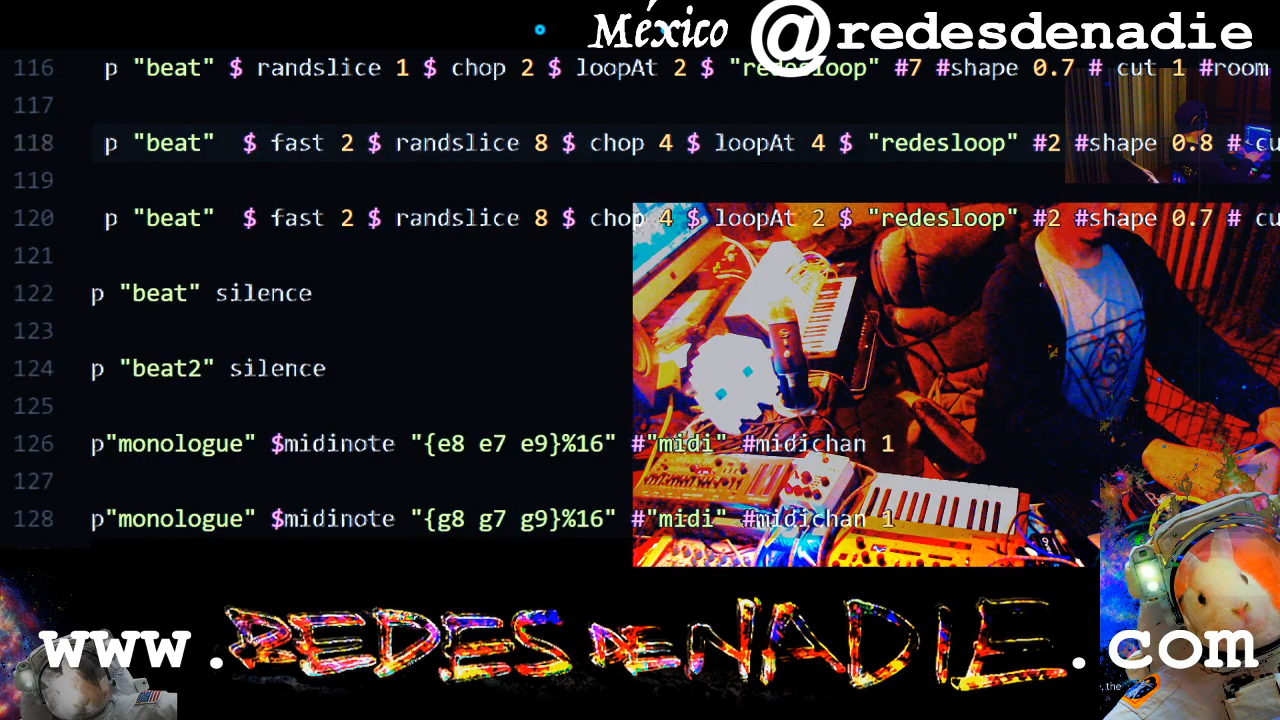 México @redesdenadie
116 p "beat" $ randslice 1 $ chop 2 $ loopAt 2 $ "redesloop" #7 #shape 0.7 # cut 1 #room
117
118 p "beat"  $ fast 2 $ randslice 8 $ chop 4 $ loopAt 4 $ "redesloop" #2 #shape 0.8 # cu
119
120 p "beat"  $ fast 2 $ randslice 8 $ chop 4 $ loopAt 2 $ "redesloop" #2 #shape 0.7 # cu
121
122 p "beat" silence
123
124 p "beat2" silence
125
126 p"monologue" $midinote "{e8 e7 e9}%16" #"midi" #midichan 1
127
128 p"monologue" $midinote "{g8 g7 g9}%16" #"midi" #midichan 1
www.REDES DE NADIE.com
, the